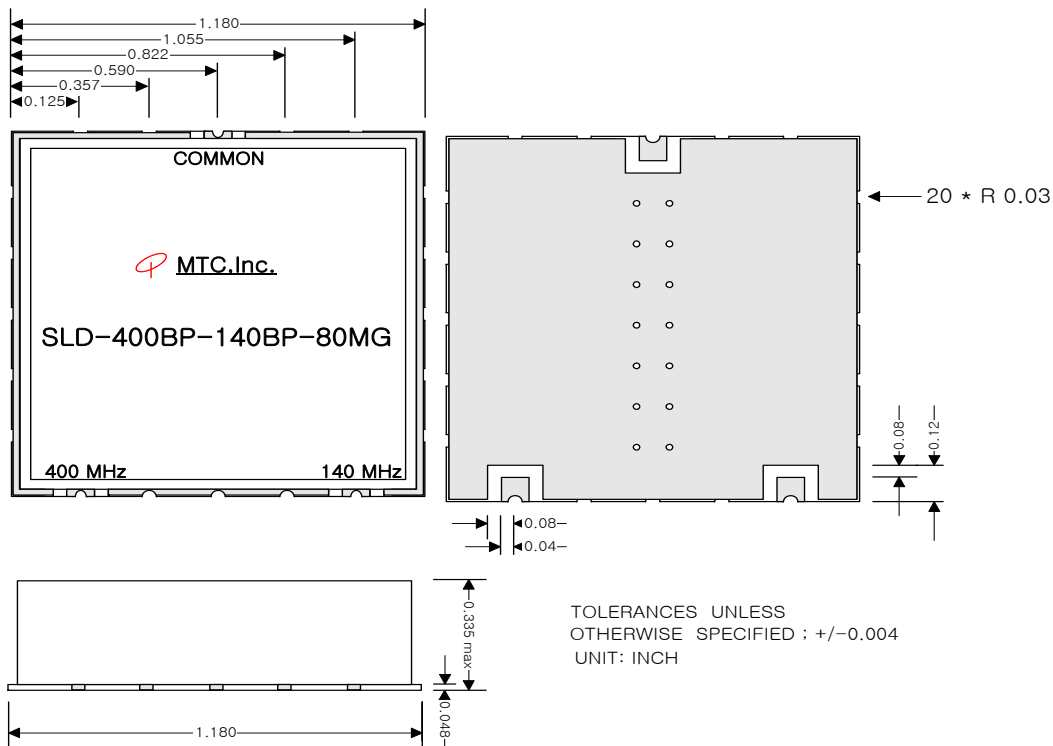 1.180
1.055
0.822
0.590
0.357
0.125
COMMON
MTC.Inc.
SLD-400BP-140BP-80MG
400 MHz
140 MHz
20 * R 0.03
0.08
0.12
0.08
0.04
0.335 max
0.048
1.180
TOLERANCES UNLESS
OTHERWISE SPECIFIED ; +/-0.004
UNIT: INCH